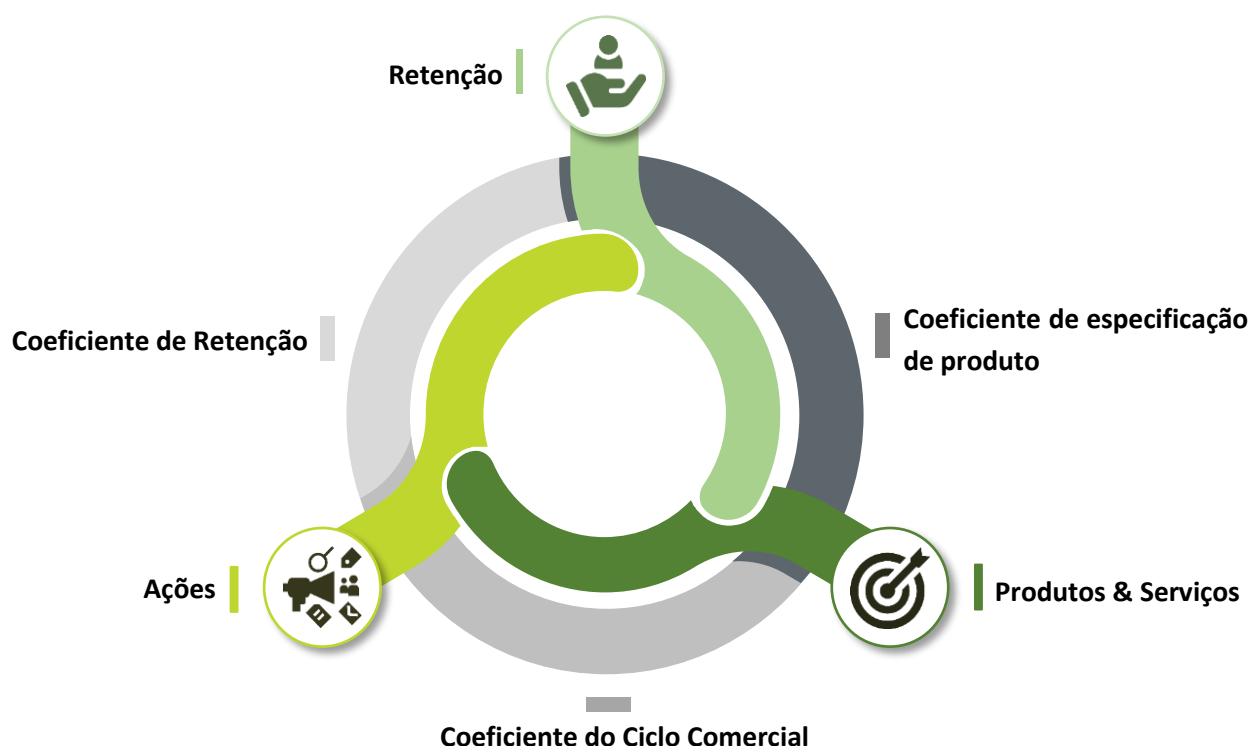 Retenção
Coeficiente de Retenção
Coeficiente de especificação
de produto
Ações
Produtos & Serviços
Coeficiente do Ciclo Comercial